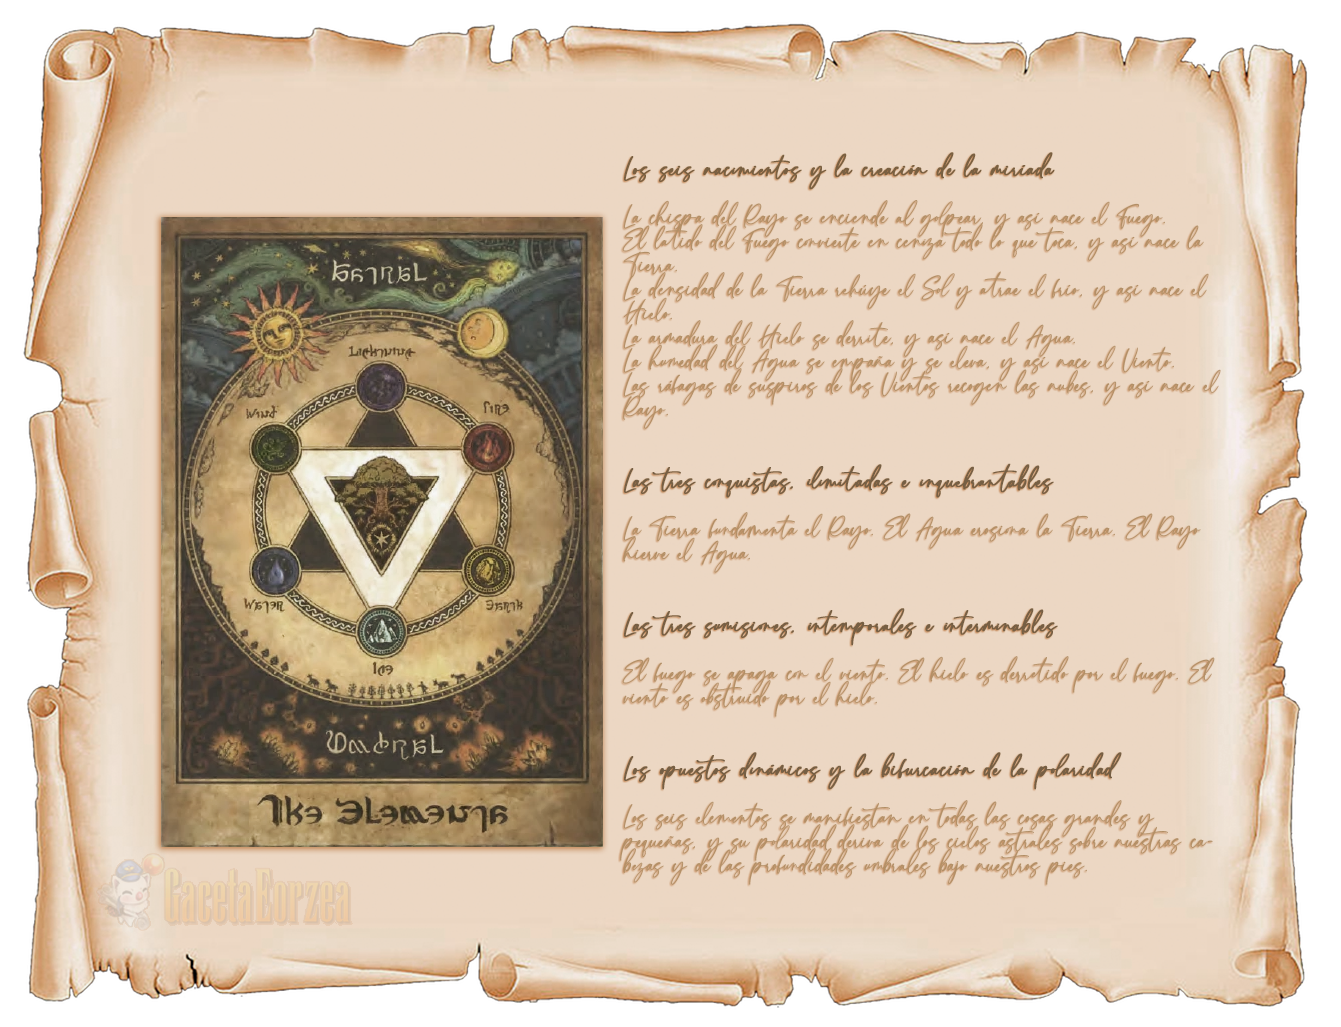 Los seis nacimientos y la creación de la miríada
La chispa del Rayo se enciende al golpear, y así nace el Fuego.
El latido del Fuego convierte en ceniza todo lo que toca, y así nace la
Tierra.
La densidad de la Tierra rehúye el Sol y atrae el frío, y así nace el
Hielo.
La armadura del Hielo se derrite, y así nace el Agua.
La humedad del Agua se empaña y se eleva, y así nace el Viento.
Las ráfagas de suspiros de los Vientos recogen las nubes, y así nace el
Rayo.
Las tres conquistas, ilimitadas e inquebrantables
La Tierra fundamenta el Rayo. El Agua erosiona la Tierra. El Rayo
hierve el Agua.
Las tres sumisiones, intemporales e interminables
El fuego se apaga con el viento. El hielo es derretido por el fuego. El
viento es obstruido por el hielo.
Los opuestos dinámicos y la bifurcación de la polaridad
Los seis elementos se manifiestan en todas las cosas grandes y
pequeñas, y su polaridad deriva de los cielos astrales sobre nuestras ca-
bezas y de las profundidades umbrales bajo nuestros pies.
Astral
Lightning
Wind
Fire
Water
Earth
Ice
Umbral
The Elements
GacetaEorzea